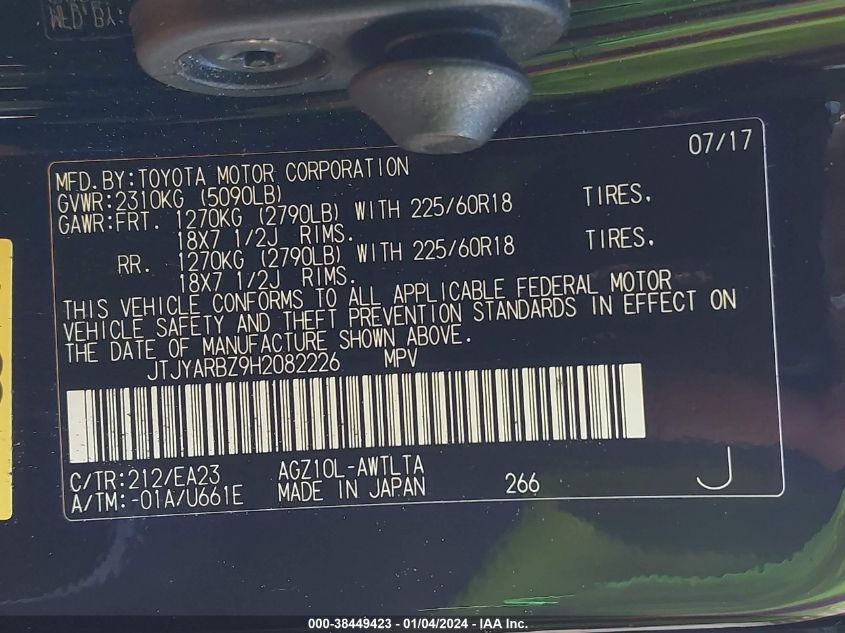 07/17
MFD.BY:TOYOTA MOTOR CORPORATION
GVWR:2310KG (5090LB)
GAWR:FRT. 1270KG (2790LB) WITH 225/60R18 TIRES.
18X7 1/2J RIMS.
RR. 1270KG (2790LB) WITH 225/60R18 TIRES.
18X7 1/2J RIMS.
THIS VEHICLE CONFORMS TO ALL APPLICABLE FEDERAL MOTOR
VEHICLE SAFETY AND THEFT PREVENTION STANDARDS IN EFFECT ON
THE DATE OF MANUFACTURE SHOWN ABOVE.
JTJYARBZ9H2082226 MPV
C/TR:212/EA23 AGZ10L-AWTLTA
A/TM:-01A/U661E MADE IN JAPAN 266 J
000-38449423 - 01/04/2024 - IAA Inc.